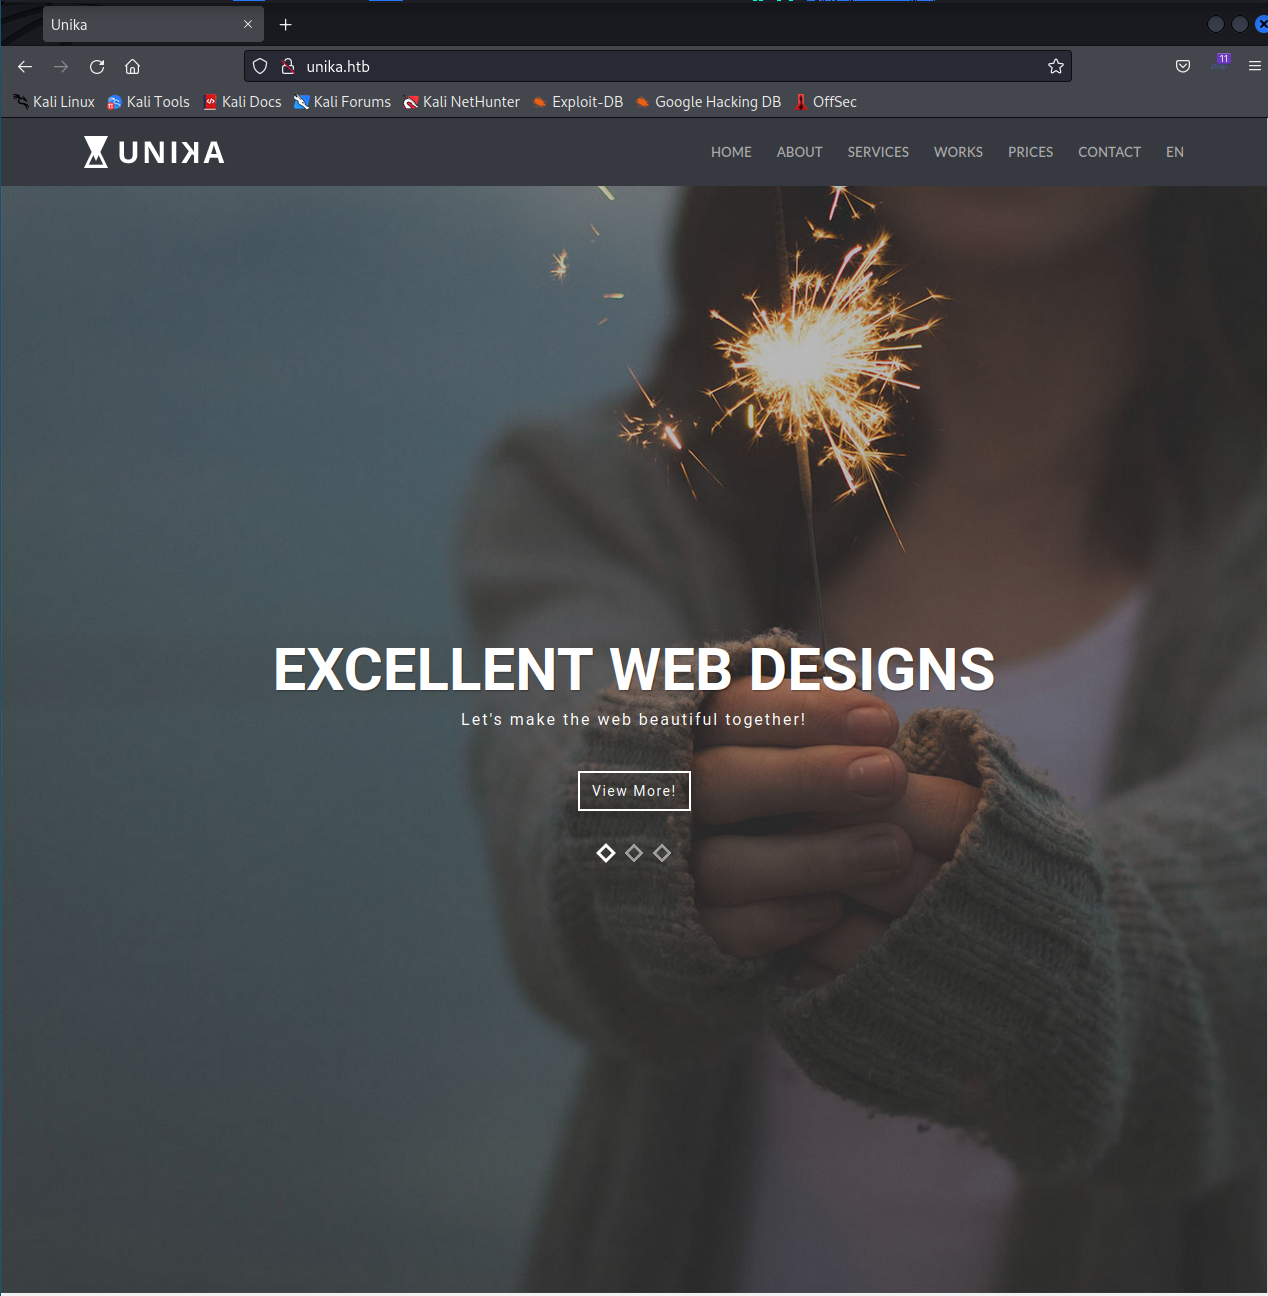 Unika
unika.htb
11
Kali Linux Kali Tools Kali Docs Kali Forums Kali NetHunter Exploit-DB Google Hacking DB OffSec
UNIKA
HOME ABOUT SERVICES WORKS PRICES CONTACT EN
EXCELLENT WEB DESIGNS
Let's make the web beautiful together!
View More!